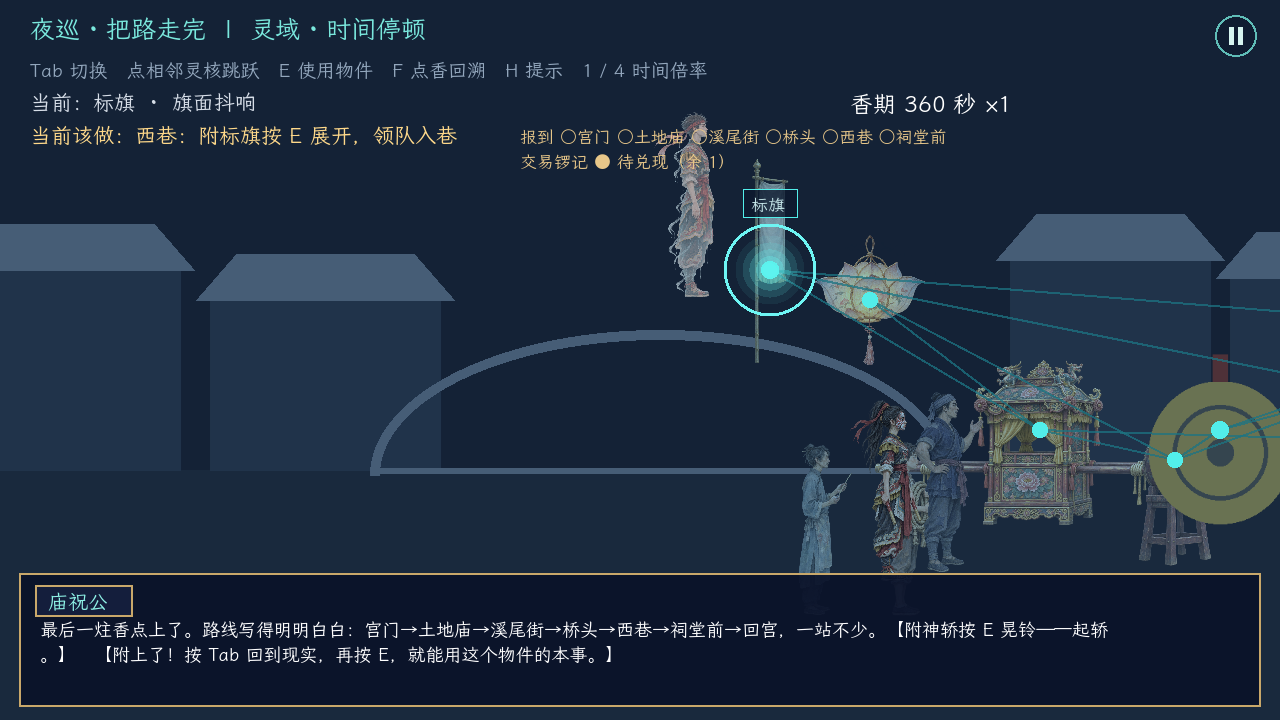 夜巡·把路走完 | 灵域·时间停顿
Tab 切换 点相邻灵核跳跃 E 使用物件 F 点香回溯 H 提示 1 / 4 时间倍率
当前：标旗 · 旗面抖响
香期 360 秒 ×1
当前该做：西巷：附标旗按 E 展开，领队入巷
报到 ○宫门 ○土地庙 ○溪尾街 ○桥头 ○西巷 ○祠堂前
交易锣记 ● 待兑现（余 1）
标旗
庙祝公
最后一炷香点上了。路线写得明明白白：宫门→土地庙→溪尾街→桥头→西巷→祠堂前→回宫，一站不少。【附神轿按 E 晃铃——起轿
。】 【附上了！按 Tab 回到现实，再按 E，就能用这个物件的本事。】